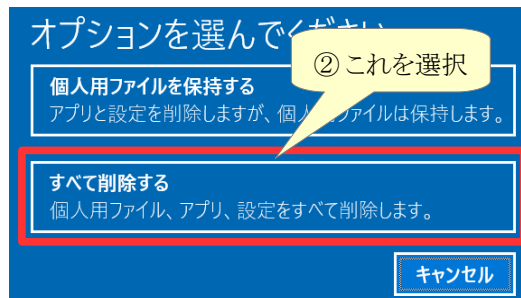 オプションを選んでください
② これを選択
個人用ファイルを保持する
アプリと設定を削除しますが、個人用ファイルは保持します。
すべて削除する
個人用ファイル、アプリ、設定をすべて削除します。
キャンセル